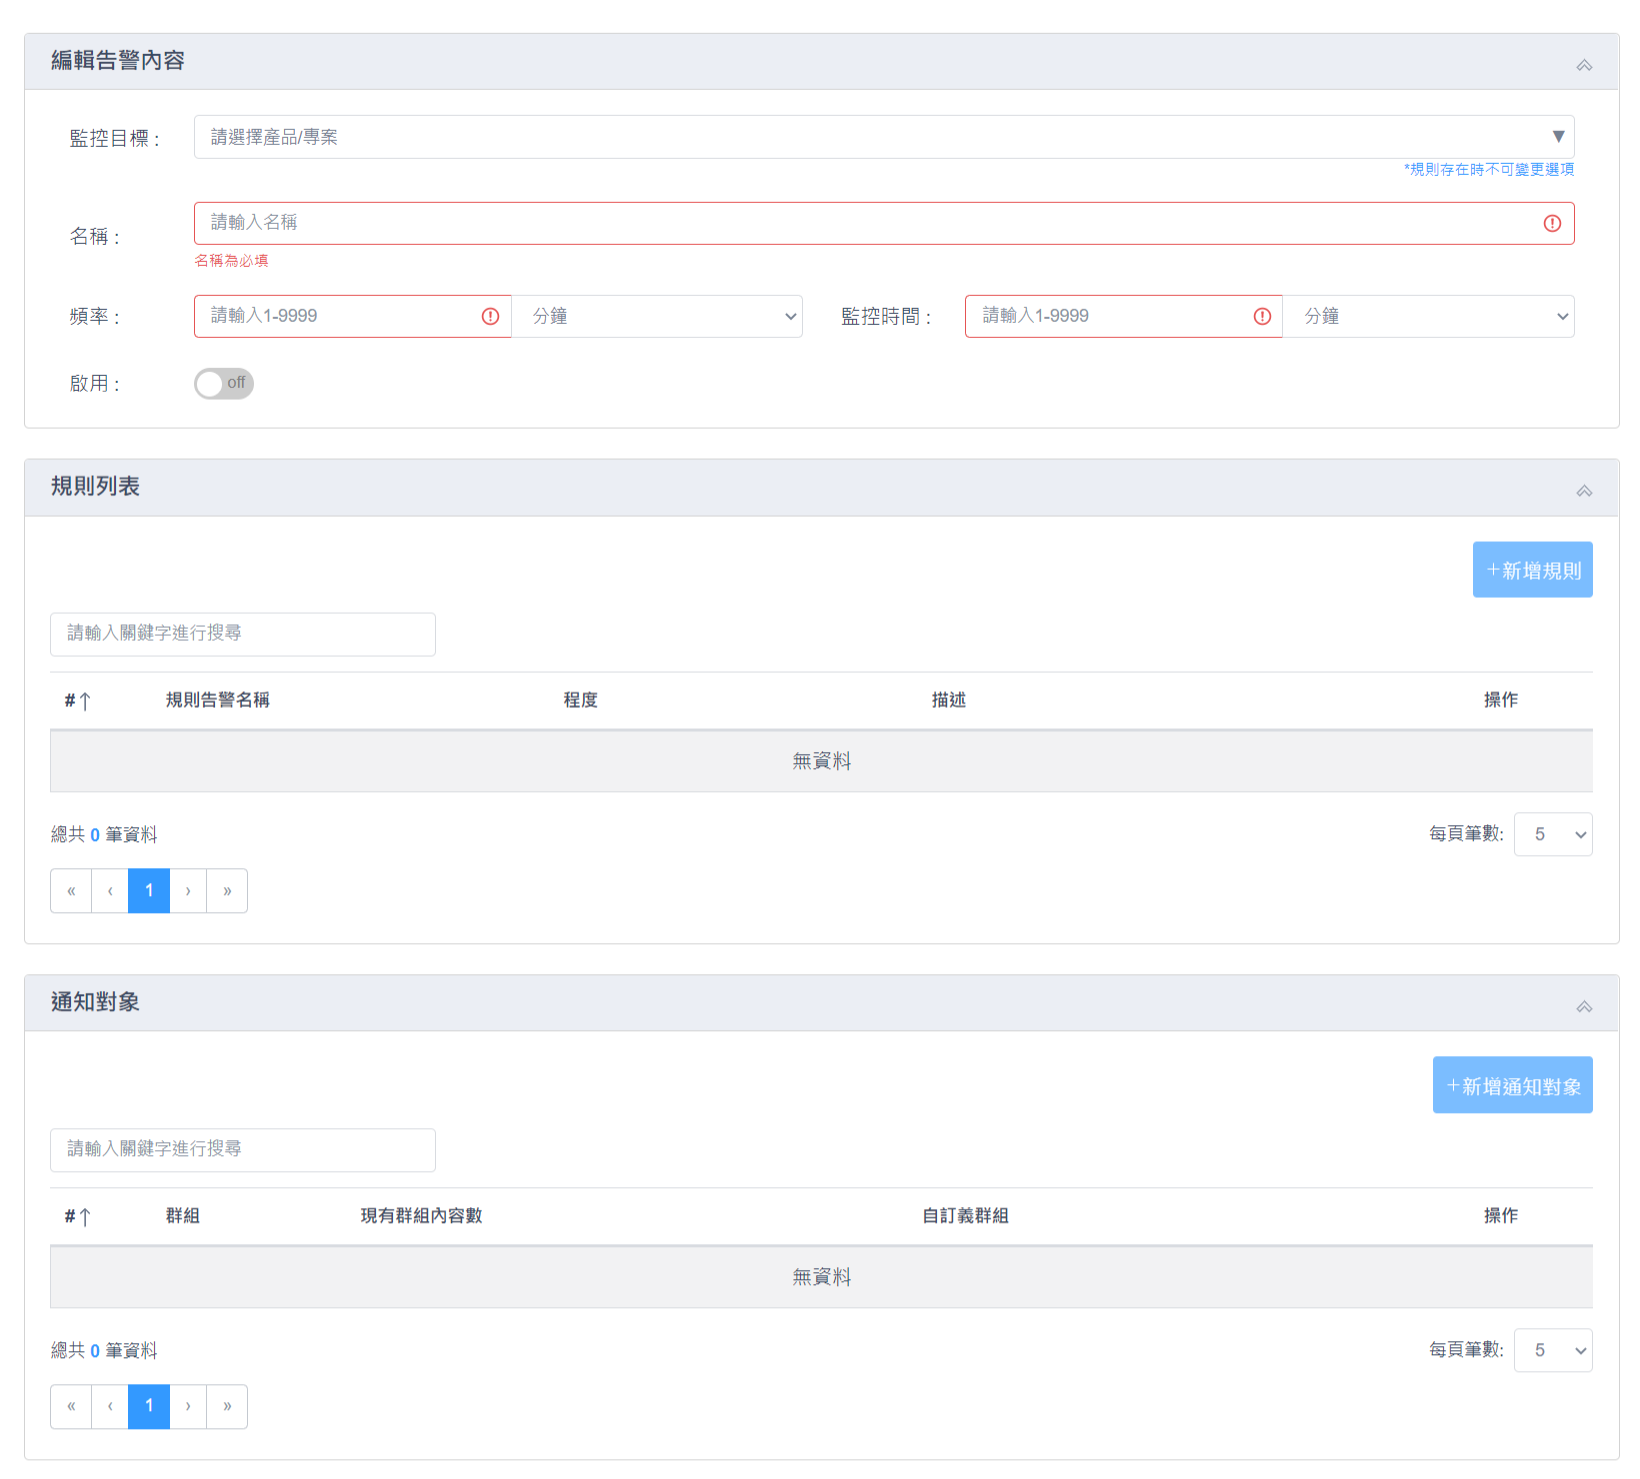 編輯告警內容
監控目標 :
請選擇產品/專案
*規則存在時不可變更選項
名稱 :
請輸入名稱
名稱為必填
頻率 :
請輸入1-9999
分鐘
監控時間 :
請輸入1-9999
分鐘
啟用 :
off
規則列表
+新增規則
請輸入關鍵字進行搜尋
#↑ 規則告警名稱 程度 描述 操作
無資料
總共 0 筆資料
每頁筆數: 5
« ‹ 1 › »
通知對象
+新增通知對象
請輸入關鍵字進行搜尋
#↑ 群組 現有群組內容數 自訂義群組 操作
無資料
總共 0 筆資料
每頁筆數: 5
« ‹ 1 › »